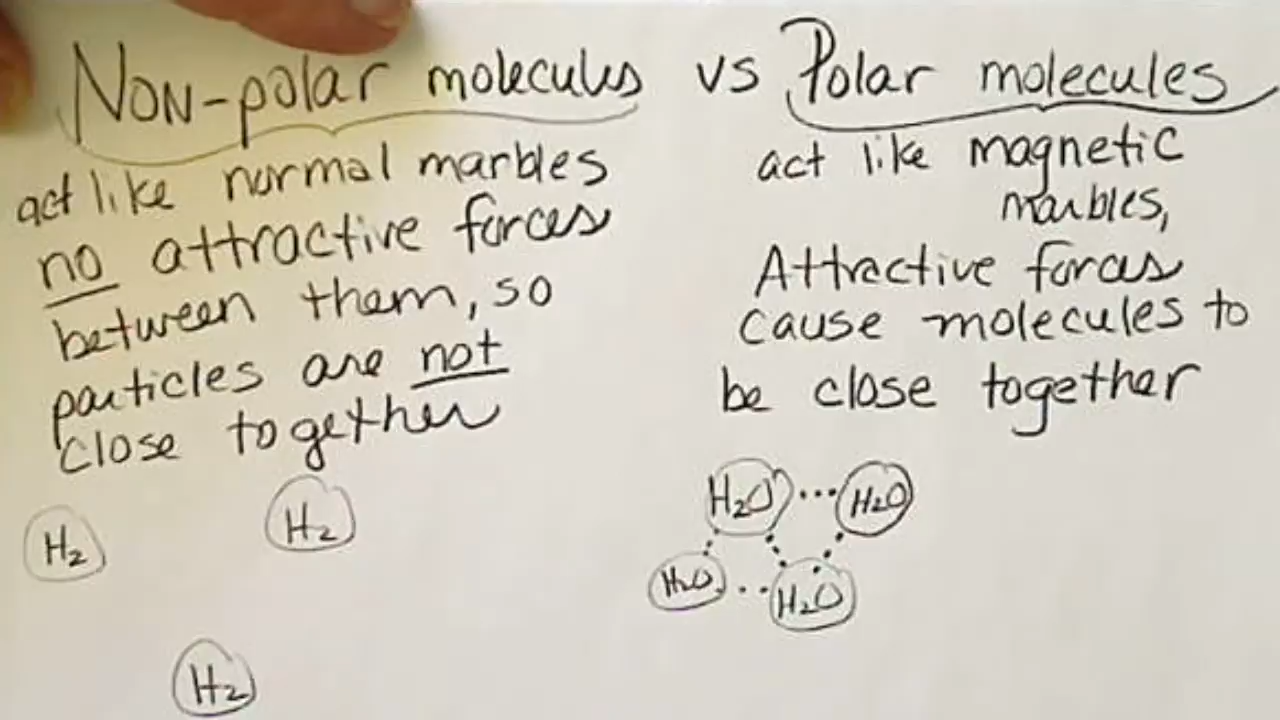 Non-polar molecules vs Polar molecules
act like normal marbles
no attractive forces
between them, so
particles are not
close together
H₂
H₂
H₂
act like magnetic
marbles,
Attractive forces
cause molecules to
be close together
H₂O ... H₂O
H₂O ... H₂O